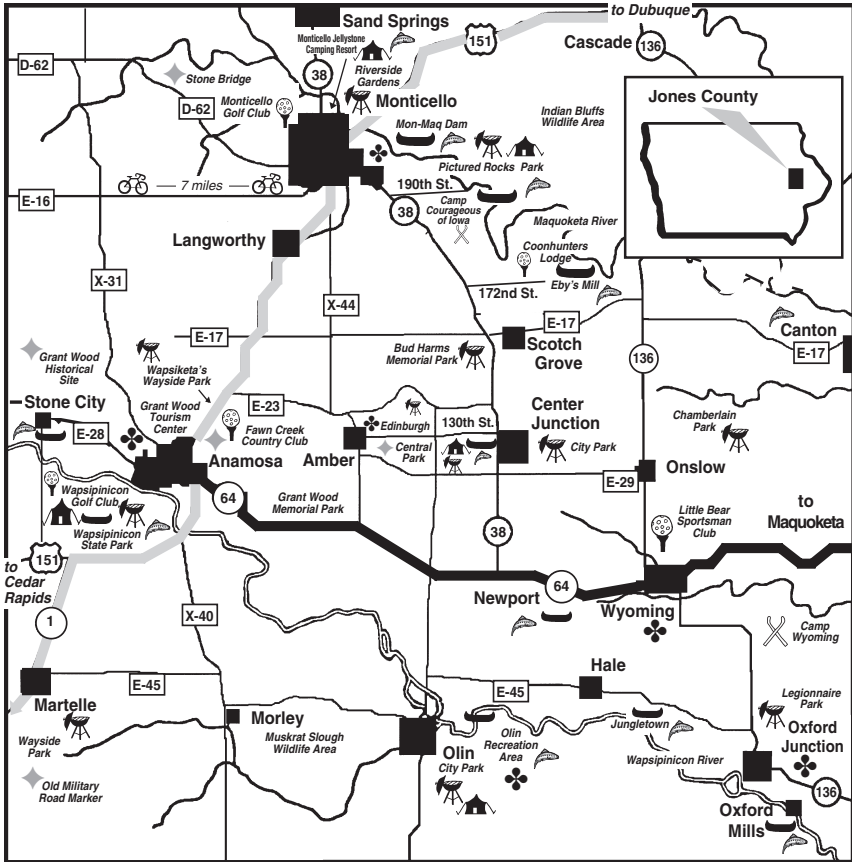 to Dubuque
Sand Springs
Monticello Jellystone
Camping Resort
151
Cascade
136
D-62
Stone Bridge
38
Riverside
Gardens
Jones County
D-62
Monticello
Golf Club
Monticello
Indian Bluffs
Wildlife Area
Mon-Maq Dam
Pictured Rocks Park
7 miles
190th St.
E-16
38
Camp
Courageous
of Iowa
Maquoketa River
Langworthy
Coonhunters
Lodge
Eby's Mill
X-31
172nd St.
X-44
E-17
E-17
Scotch
Grove
136
Canton
E-17
Grant Wood
Historical
Site
Wapsiketa's
Wayside Park
Bud Harms
Memorial Park
Stone City
Grant Wood
Tourism
Center
E-23
Fawn Creek
Country Club
Edinburgh
130th St.
Center
Junction
Chamberlain
Park
E-28
Anamosa
Amber
Central
Park
City Park
Onslow
E-29
Wapsipinicon
Golf Club
64
Grant Wood
Memorial Park
Wapsipinicon
State Park
38
Little Bear
Sportsman
Club
to
Maquoketa
to
Cedar
Rapids
151
64
Newport
Wyoming
1
X-40
Camp
Wyoming
Hale
E-45
E-45
Martelle
Legionnaire
Park
Morley
Wayside
Park
Muskrat Slough
Wildlife Area
Olin
City Park
Olin
Recreation
Area
Jungletown
Oxford
Junction
Wapsipinicon River
Old Military
Road Marker
136
Oxford
Mills